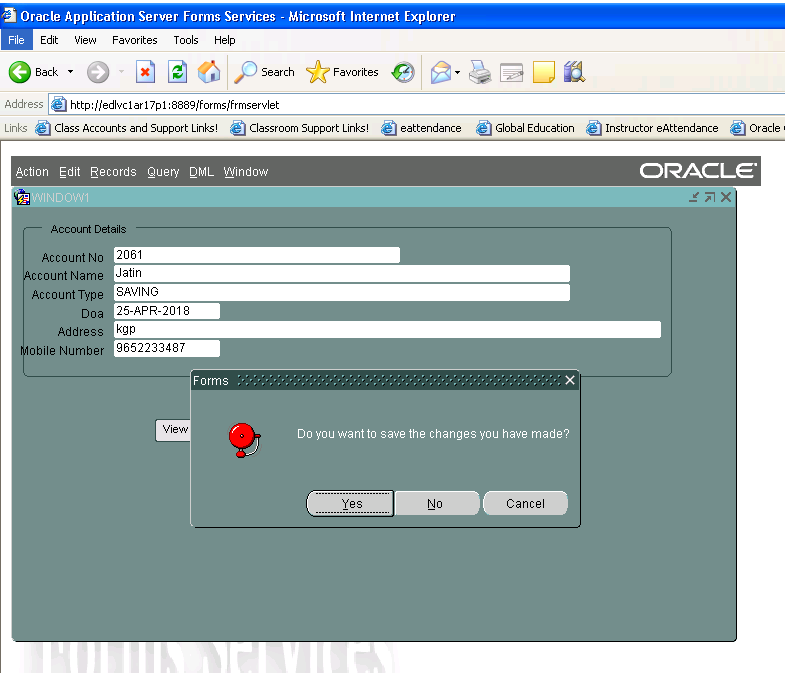 Oracle Application Server Forms Services - Microsoft Internet Explorer
File Edit View Favorites Tools Help
Back Search Favorites
Address http://edlvc1ar17p1:8889/forms/frmservlet
Links Class Accounts and Support Links! Classroom Support Links! eattendance Global Education Instructor eAttendance Oracle
Action Edit Records Query DML Window ORACLE
WINDOW1
Account Details
Account No 2061
Account Name Jatin
Account Type SAVING
Doa 25-APR-2018
Address kgp
Mobile Number 9652233487
Forms
View
Do you want to save the changes you have made?
Yes No Cancel
Forms Services